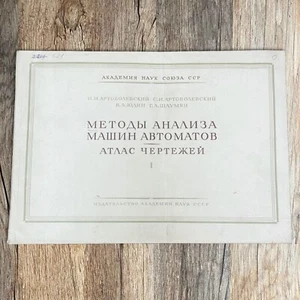 АКАДЕМИЯ НАУК СОЮЗА ССР
И.И.АРТОБОЛЕВСКИЙ С.И.АРТОБОЛЕВСКИЙ
МЕТОДЫ АНАЛИЗА
МАШИН АВТОМАТОВ
АТЛАС ЧЕРТЕЖЕЙ
I
ИЗДАТЕЛЬСТВО АКАДЕМИИ НАУК СССР